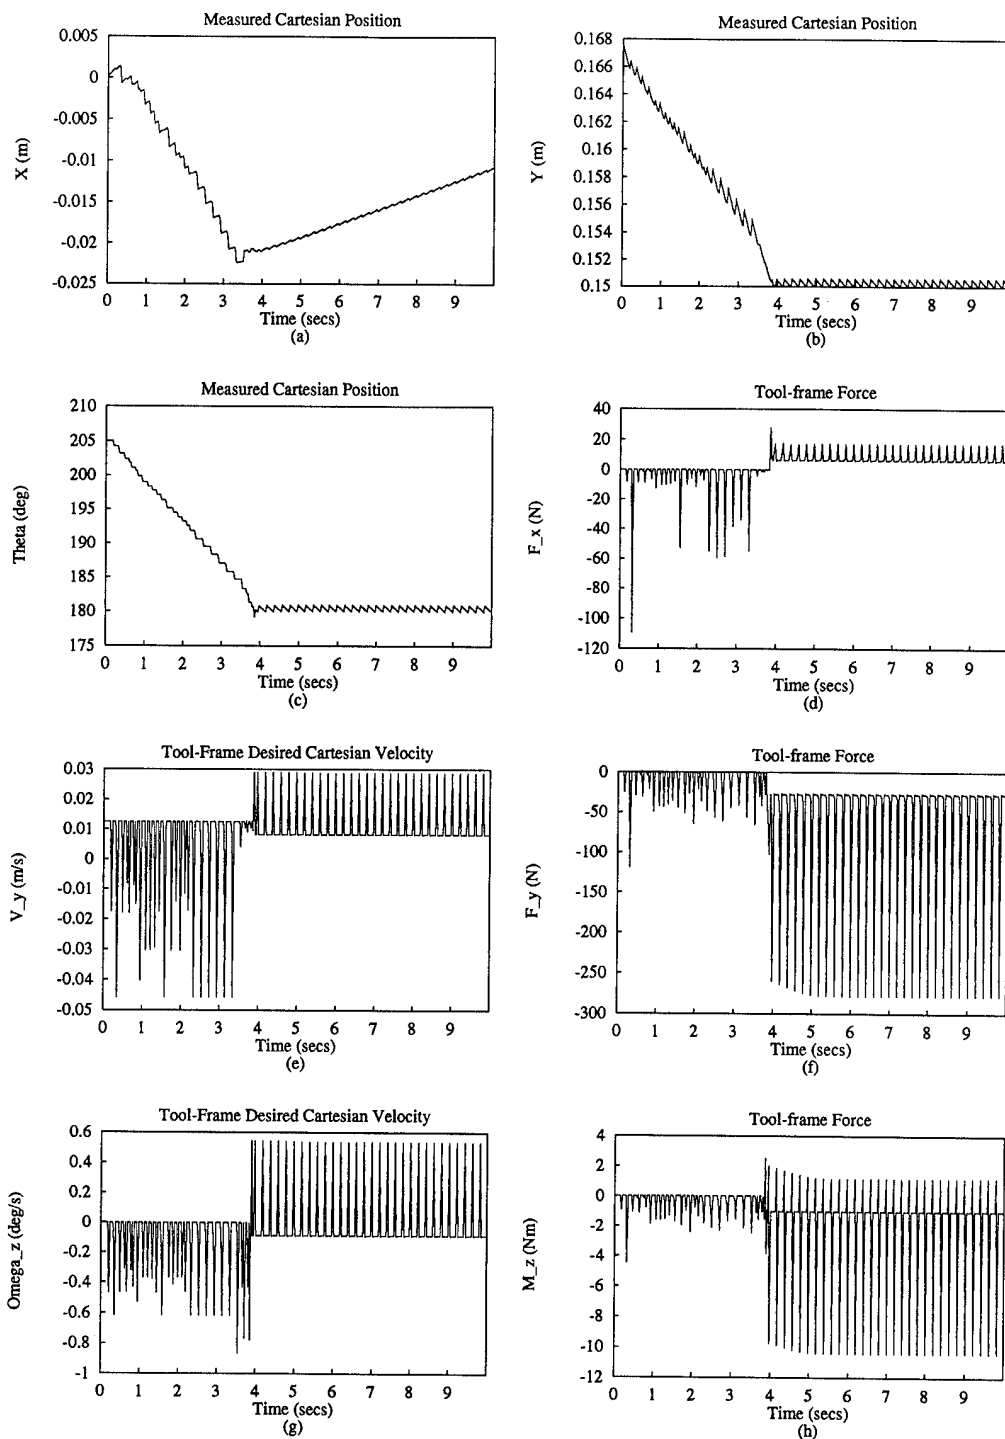 Measured Cartesian Position
0.005
0
-0.005
-0.01
-0.015
-0.02
-0.025
X (m)
0 1 2 3 4 5 6 7 8 9
Time (secs)
(a)
Measured Cartesian Position
0.168
0.166
0.164
0.162
0.16
0.158
0.156
0.154
0.152
0.15
Y (m)
0 1 2 3 4 5 6 7 8 9
Time (secs)
(b)
Measured Cartesian Position
210
205
200
195
190
185
180
175
Theta (deg)
0 1 2 3 4 5 6 7 8 9
Time (secs)
(c)
Tool-frame Force
40
20
0
-20
-40
-60
-80
-100
-120
F_x (N)
0 1 2 3 4 5 6 7 8 9
Time (secs)
(d)
Tool-Frame Desired Cartesian Velocity
0.03
0.02
0.01
0
-0.01
-0.02
-0.03
-0.04
-0.05
V_y (m/s)
0 1 2 3 4 5 6 7 8 9
Time (secs)
(e)
Tool-frame Force
0
-50
-100
-150
-200
-250
-300
F_y (N)
0 1 2 3 4 5 6 7 8 9
Time (secs)
(f)
Tool-Frame Desired Cartesian Velocity
0.6
0.4
0.2
0
-0.2
-0.4
-0.6
-0.8
-1
Omega_z (deg/s)
0 1 2 3 4 5 6 7 8 9
Time (secs)
(g)
Tool-frame Force
4
2
0
-2
-4
-6
-8
-10
-12
M_z (Nm)
0 1 2 3 4 5 6 7 8 9
Time (secs)
(h)